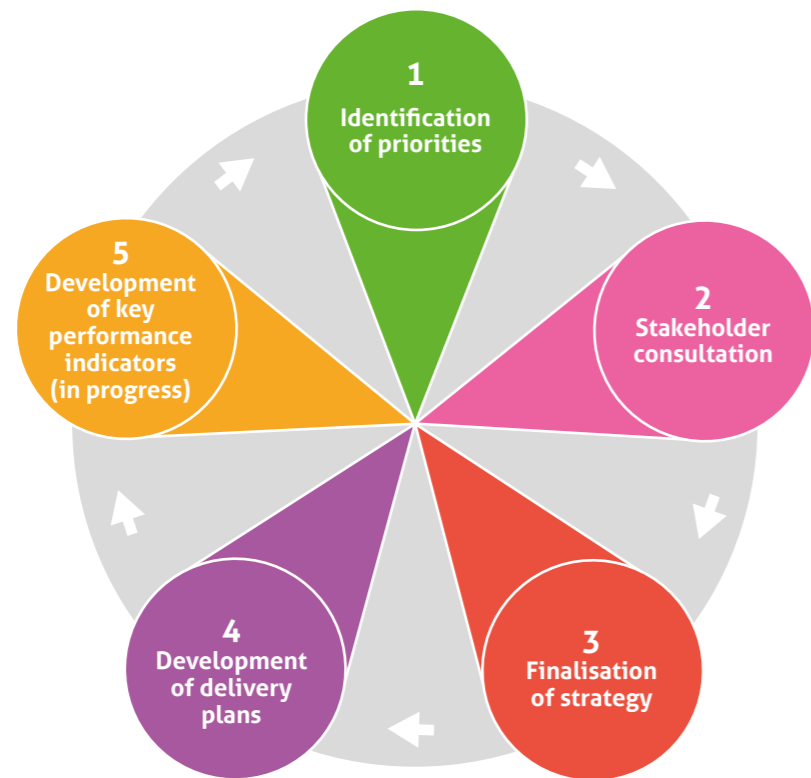 1
Identification
of priorities
2
Stakeholder
consultation
3
Finalisation
of strategy
4
Development
of delivery
plans
5
Development
of key
performance
indicators
(in progress)